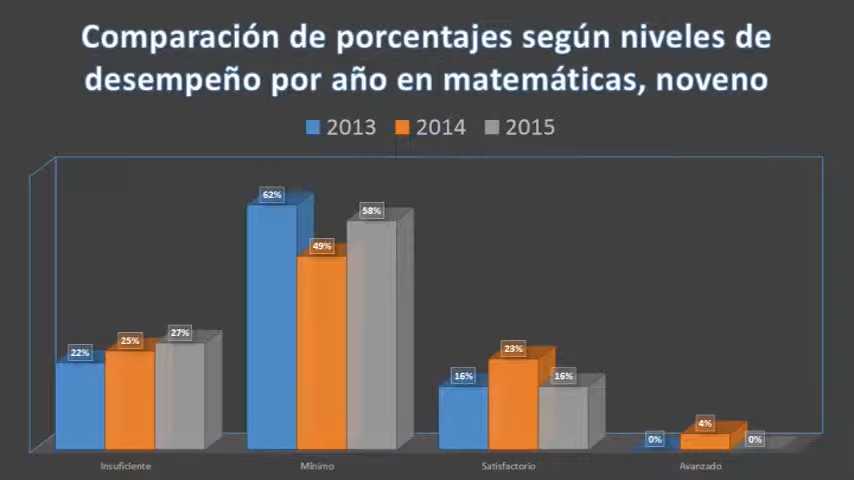 Comparación de porcentajes según niveles de
desempeño por año en matemáticas, noveno
2013 2014 2015
62%
58%
49%
27%
25%
22%
23%
16% 16%
4%
0% 0%
Insuficiente Mínimo Satisfactorio Avanzado